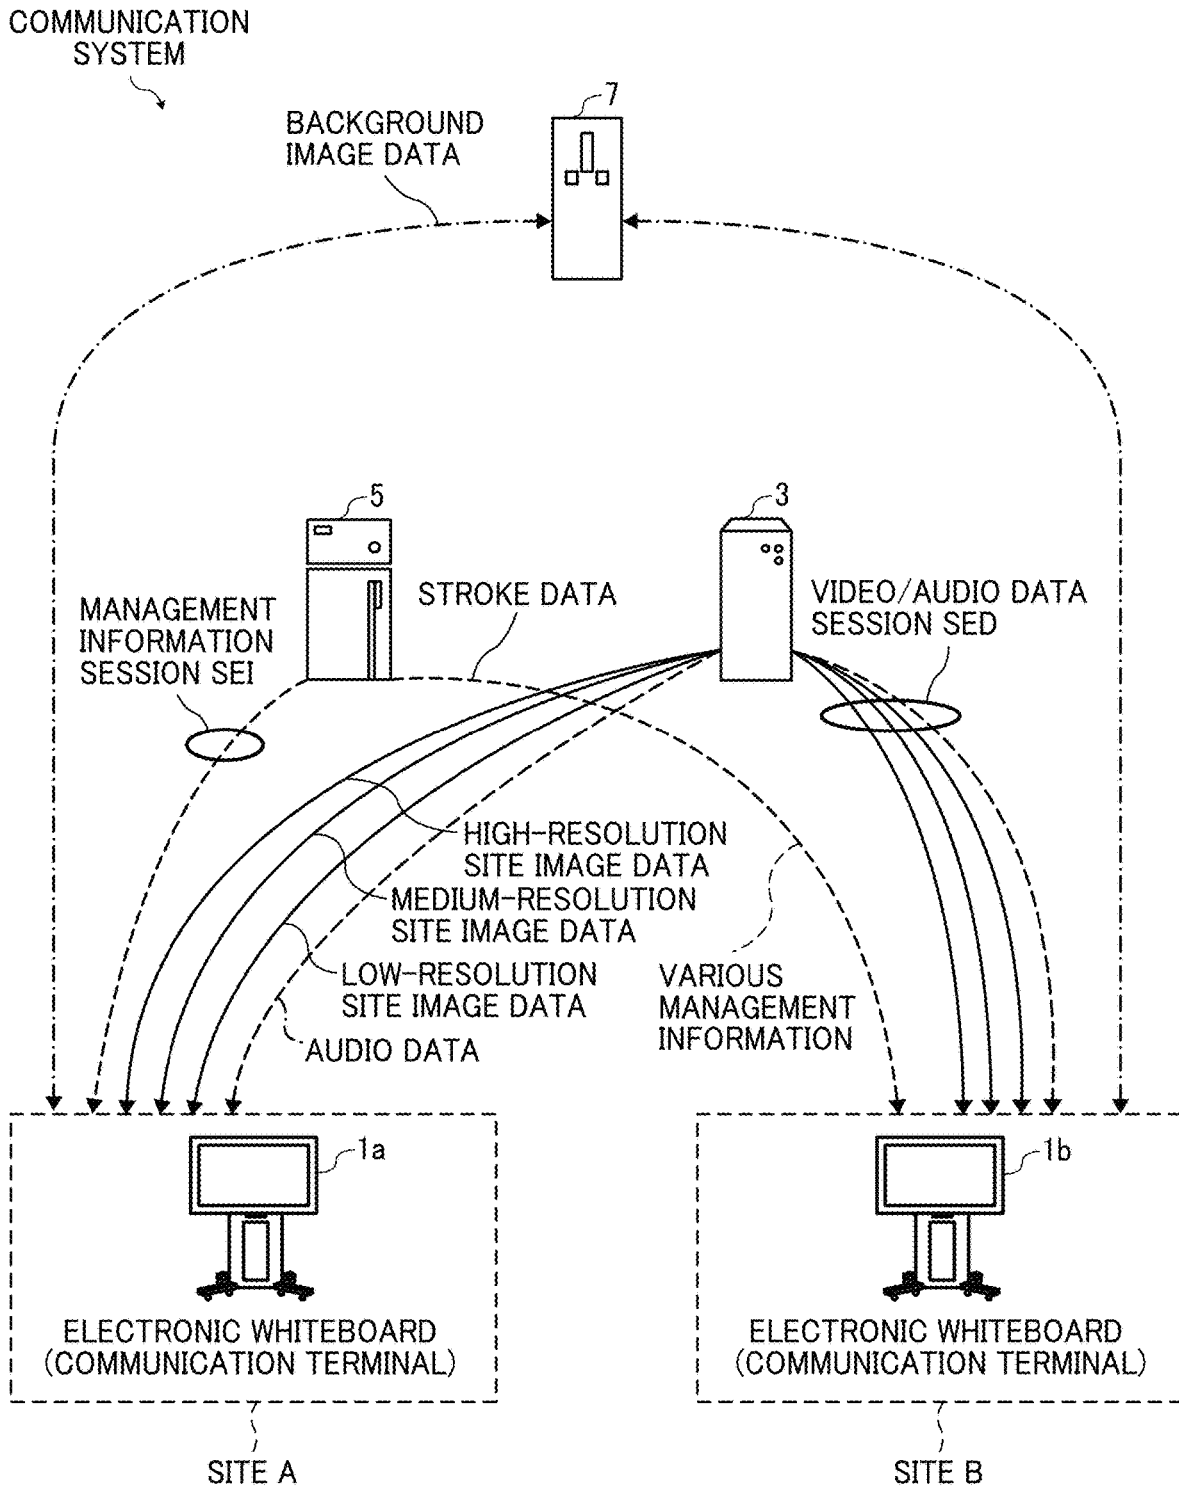 COMMUNICATION
SYSTEM
7
BACKGROUND
IMAGE DATA
5
3
MANAGEMENT
INFORMATION
SESSION SEI
STROKE DATA
VIDEO/AUDIO DATA
SESSION SED
HIGH-RESOLUTION
SITE IMAGE DATA
MEDIUM-RESOLUTION
SITE IMAGE DATA
LOW-RESOLUTION
SITE IMAGE DATA
AUDIO DATA
VARIOUS
MANAGEMENT
INFORMATION
1a
1b
ELECTRONIC WHITEBOARD
(COMMUNICATION TERMINAL)
ELECTRONIC WHITEBOARD
(COMMUNICATION TERMINAL)
SITE A
SITE B